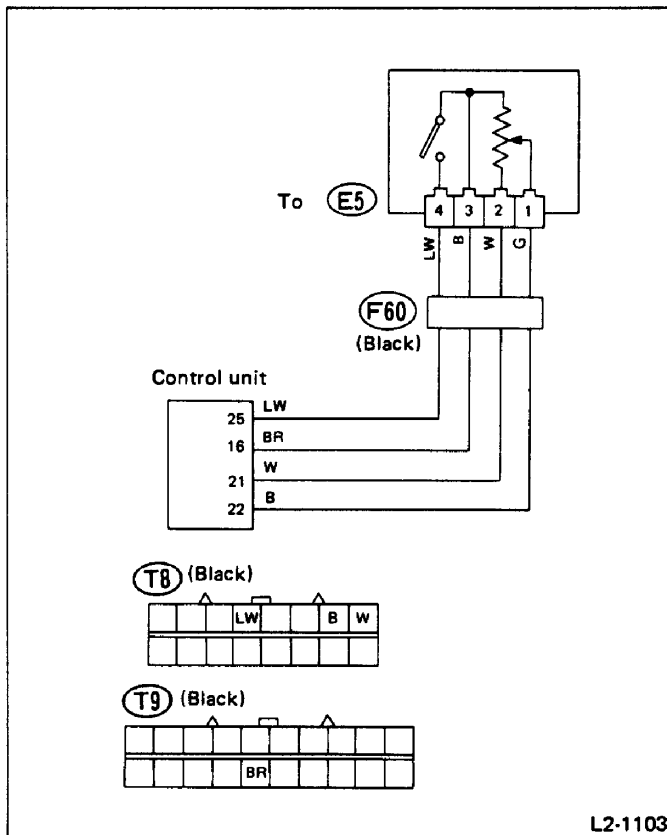 To E5
4 3 2 1
LW B W G
F60
(Black)
Control unit
25 LW
16 BR
21 W
22 B
T8 (Black)
LW B W
T9 (Black)
BR
L2-1103